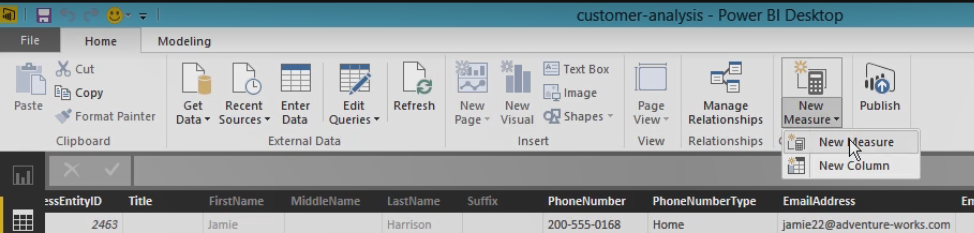 customer-analysis - Power BI Desktop
File Home Modeling
Paste
Cut
Copy
Format Painter
Clipboard
Get Data
Recent Sources
Enter Data
Edit Queries
Refresh
External Data
New Page
New Visual
Text Box
Image
Shapes
Insert
Page View
View
Manage Relationships
Relationships
New Measure
Publish
New Measure
New Column
essEntityID Title FirstName MiddleName LastName Suffix PhoneNumber PhoneNumberType EmailAddress Em
2463 Jamie Harrison 200-555-0168 Home jamie22@adventure-works.com